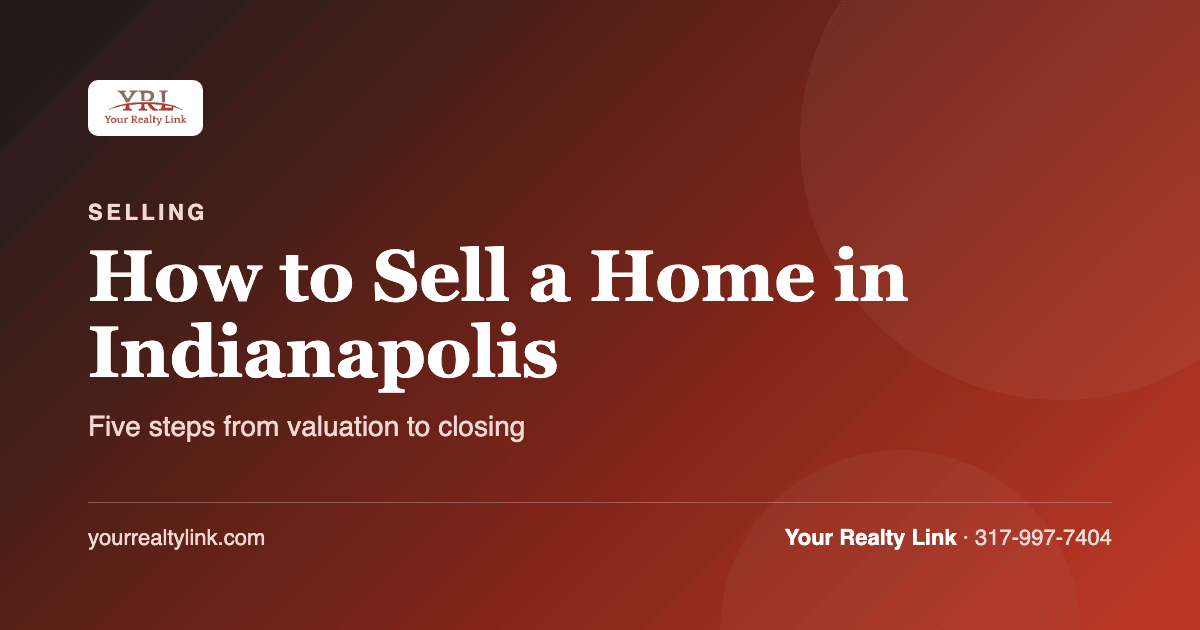 YRL
Your Realty Link
SELLING
How to Sell a Home in
Indianapolis
Five steps from valuation to closing
yourrealtylink.com
Your Realty Link · 317-997-7404